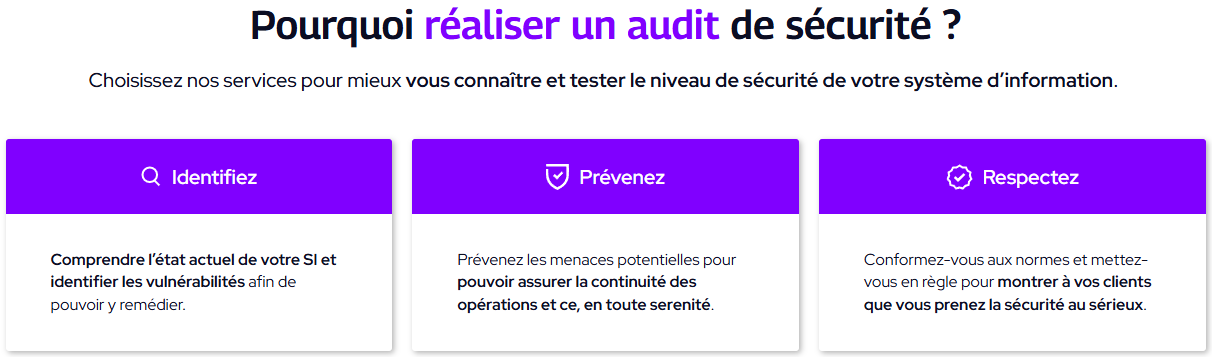 Pourquoi réaliser un audit de sécurité ?
Choisissez nos services pour mieux vous connaître et tester le niveau de sécurité de votre système d’information.
Identifiez
Comprendre l’état actuel de votre SI et
identifier les vulnérabilités afin de
pouvoir y remédier.
Prévenez
Prévenez les menaces potentielles pour
pouvoir assurer la continuité des
opérations et ce, en toute serenité.
Respectez
Conformez-vous aux normes et mettez-
vous en règle pour montrer à vos clients
que vous prenez la sécurité au sérieux.